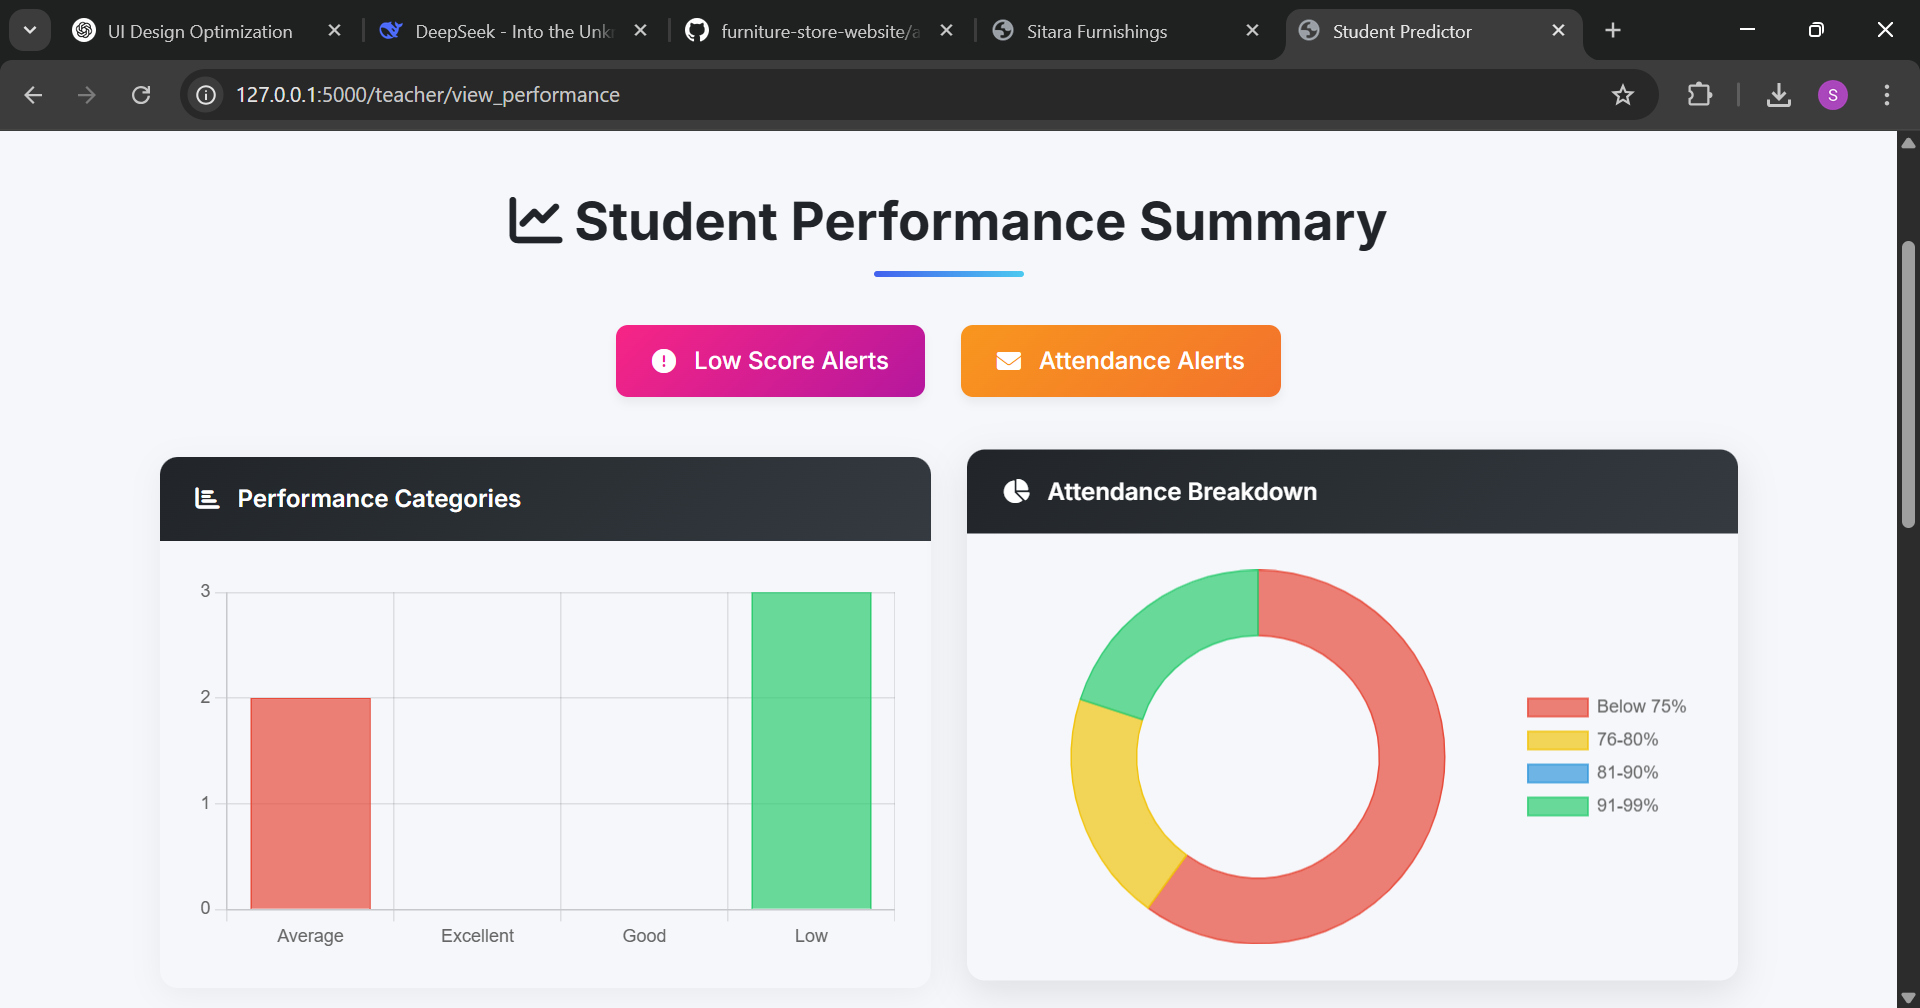 UI Design Optimization
DeepSeek - Into the Unk
furniture-store-website/a
Sitara Furnishings
Student Predictor
127.0.0.1:5000/teacher/view_performance
S
Student Performance Summary
Low Score Alerts
Attendance Alerts
Performance Categories
3
2
1
0
Average
Excellent
Good
Low
Attendance Breakdown
Below 75%
76-80%
81-90%
91-99%